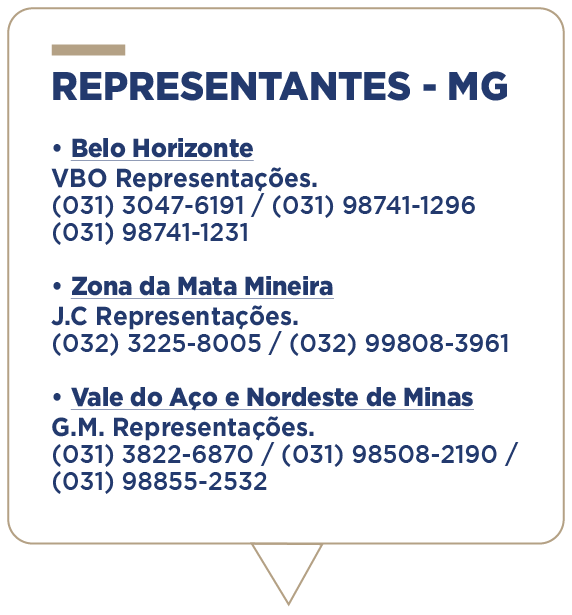 REPRESENTANTES - MG
• Belo Horizonte
VBO Representações.
(031) 3047-6191 / (031) 98741-1296
(031) 98741-1231
• Zona da Mata Mineira
J.C Representações.
(032) 3225-8005 / (032) 99808-3961
• Vale do Aço e Nordeste de Minas
G.M. Representações.
(031) 3822-6870 / (031) 98508-2190 /
(031) 98855-2532